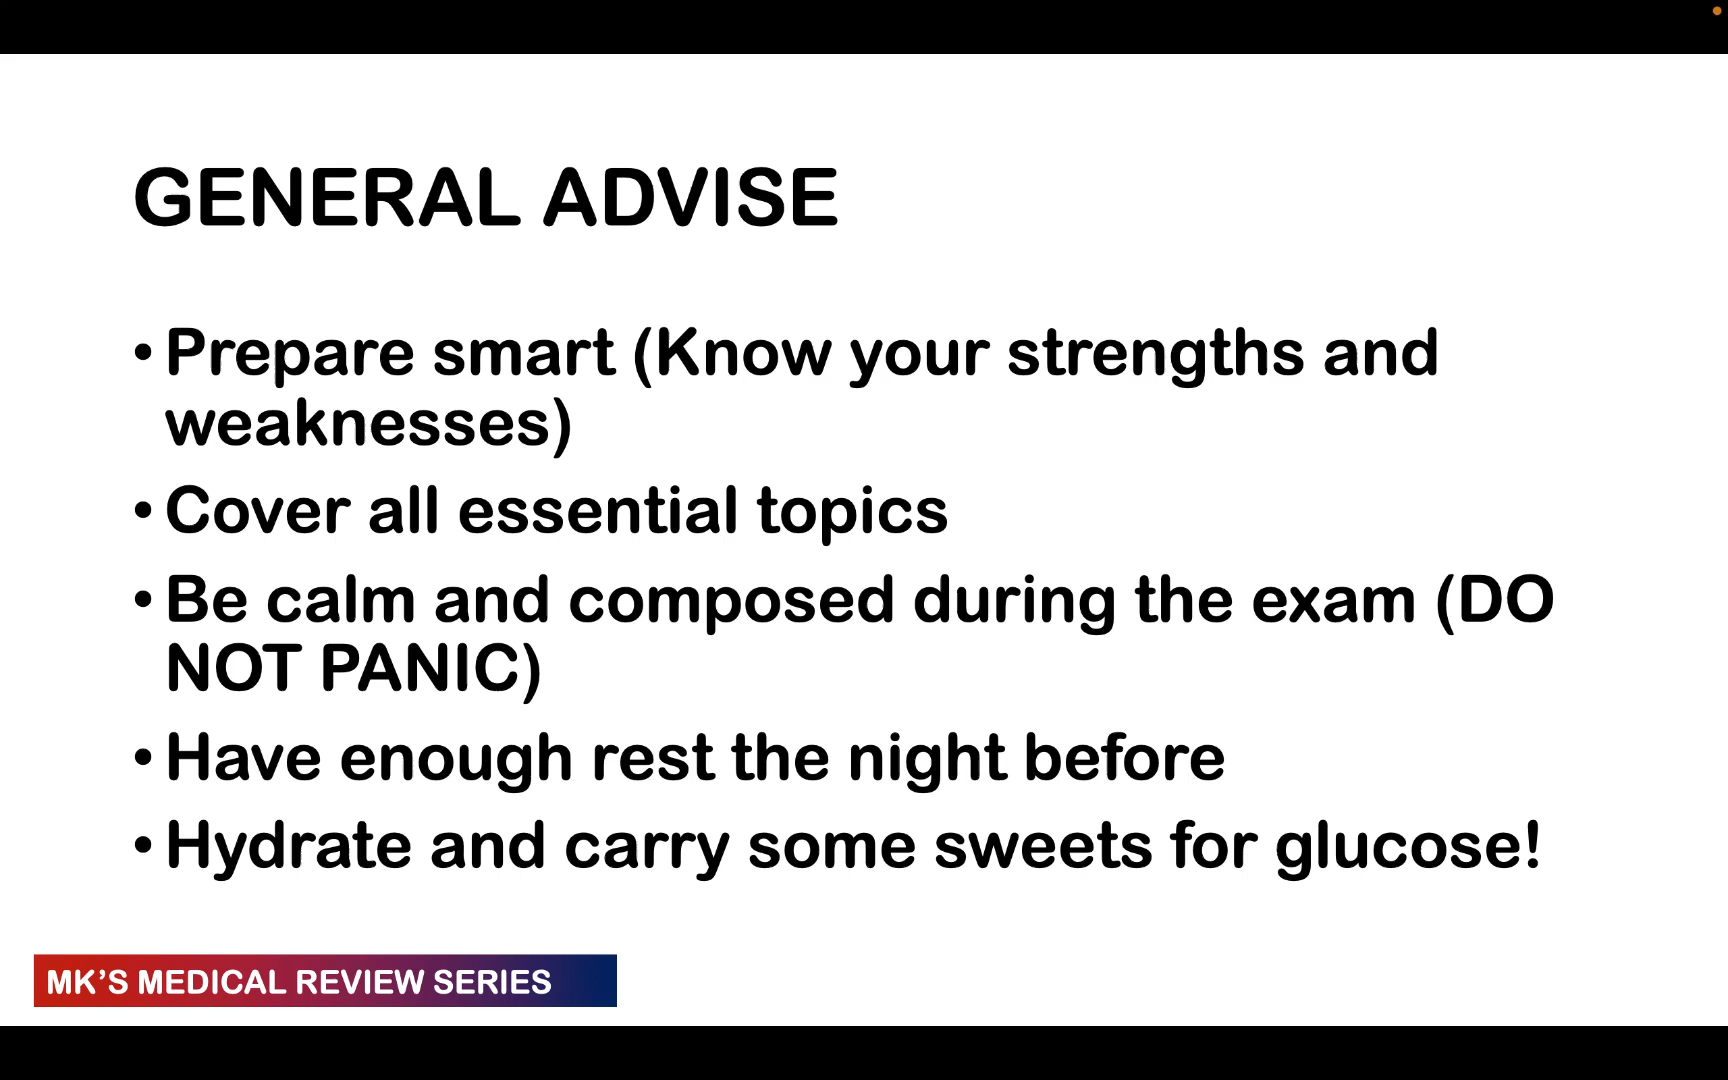 GENERAL ADVISE
• Prepare smart (Know your strengths and
weaknesses)
• Cover all essential topics
• Be calm and composed during the exam (DO
NOT PANIC)
• Have enough rest the night before
• Hydrate and carry some sweets for glucose!
MK’S MEDICAL REVIEW SERIES